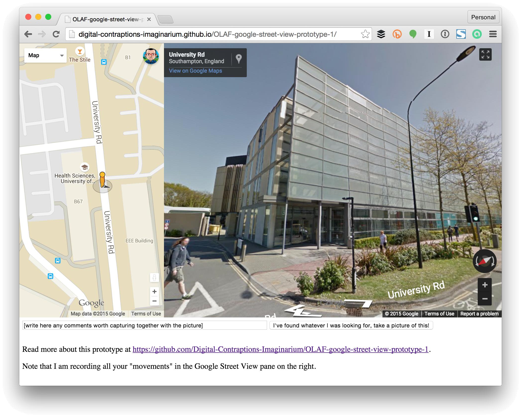 OLAF-google-street-view-p
Personal
digital-contraptions-imaginarium.github.io/OLAF-google-street-view-prototype-1/
Map
The Stile
B1
University Rd
Health Sciences,
University of
B67
EEE Building
University Rd
Google
Map data ©2015 Google
Terms of Use
University Rd
Southampton, England
View on Google Maps
University Rd
Rd
© 2015 Google
Terms of Use
Report a problem
[write here any comments worth capturing together with the picture]
I've found whatever I was looking for, take a picture of this!
Read more about this prototype at https://github.com/Digital-Contraptions-Imaginarium/OLAF-google-street-view-prototype-1.
Note that I am recording all your "movements" in the Google Street View pane on the right.